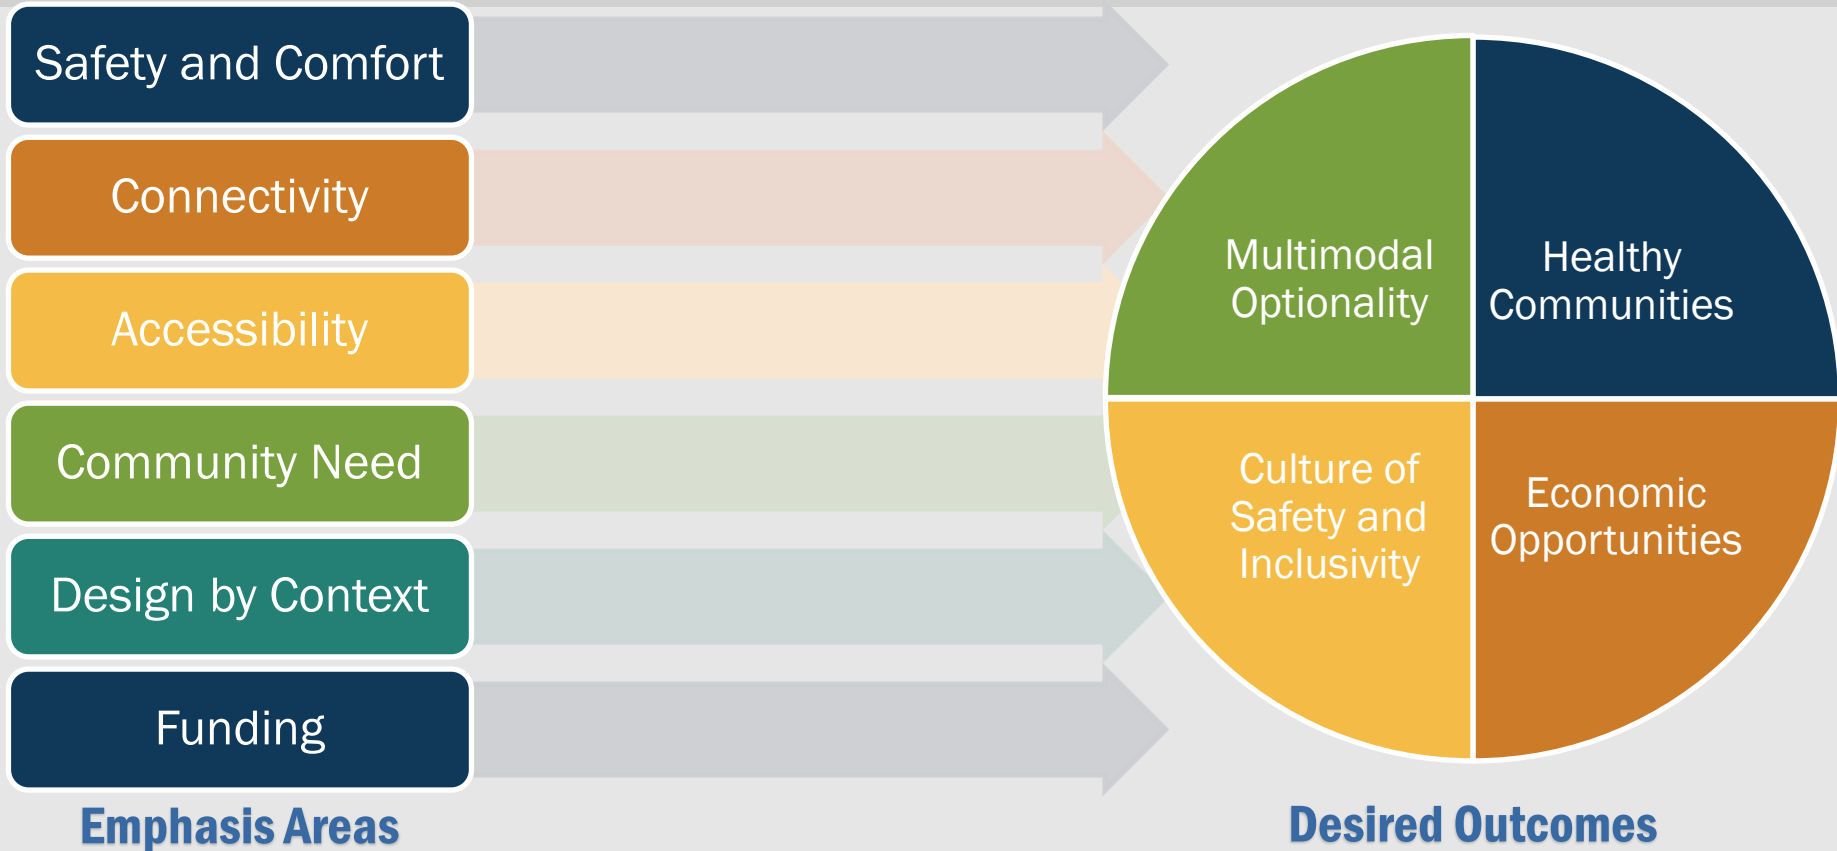 Safety and Comfort
Connectivity
Accessibility
Community Need
Design by Context
Funding
Emphasis Areas
Multimodal
Optionality
Healthy
Communities
Culture of
Safety and
Inclusivity
Economic
Opportunities
Desired Outcomes